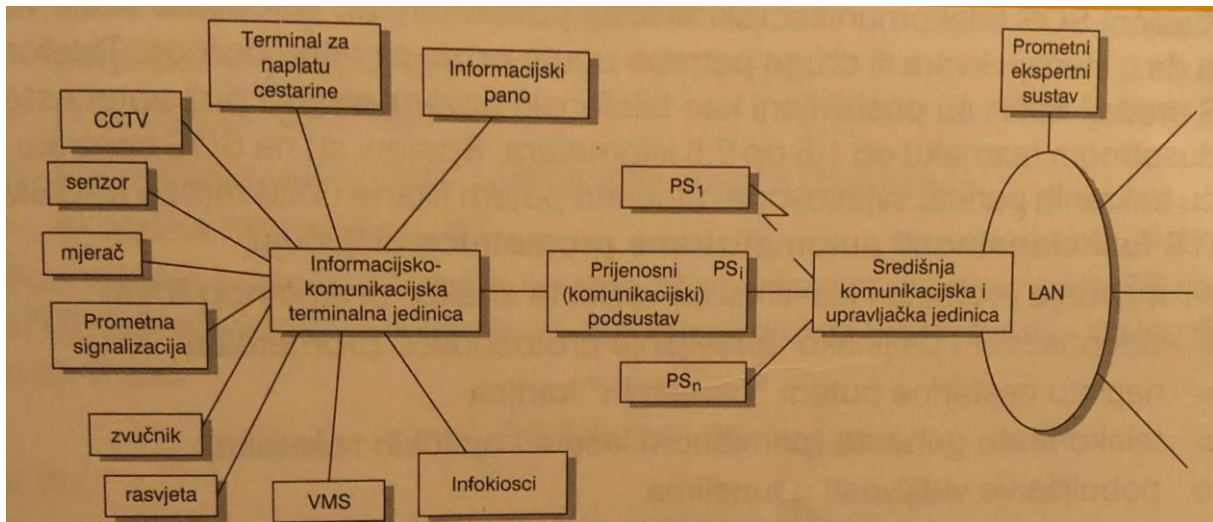 Terminal za
naplatu
cestarine
Informacijski
pano
Prometni
ekspertni
sustav
CCTV
senzor
mjerač
Prometna
signalizacija
zvučnik
rasvjeta
VMS
Infokiosci
Informacijsko-
komunikacijska
terminalna jedinica
PS1
Prijenosni PSi
(komunikacijski)
podsustav
PSn
Središnja
komunikacijska i
upravljačka jedinica
LAN